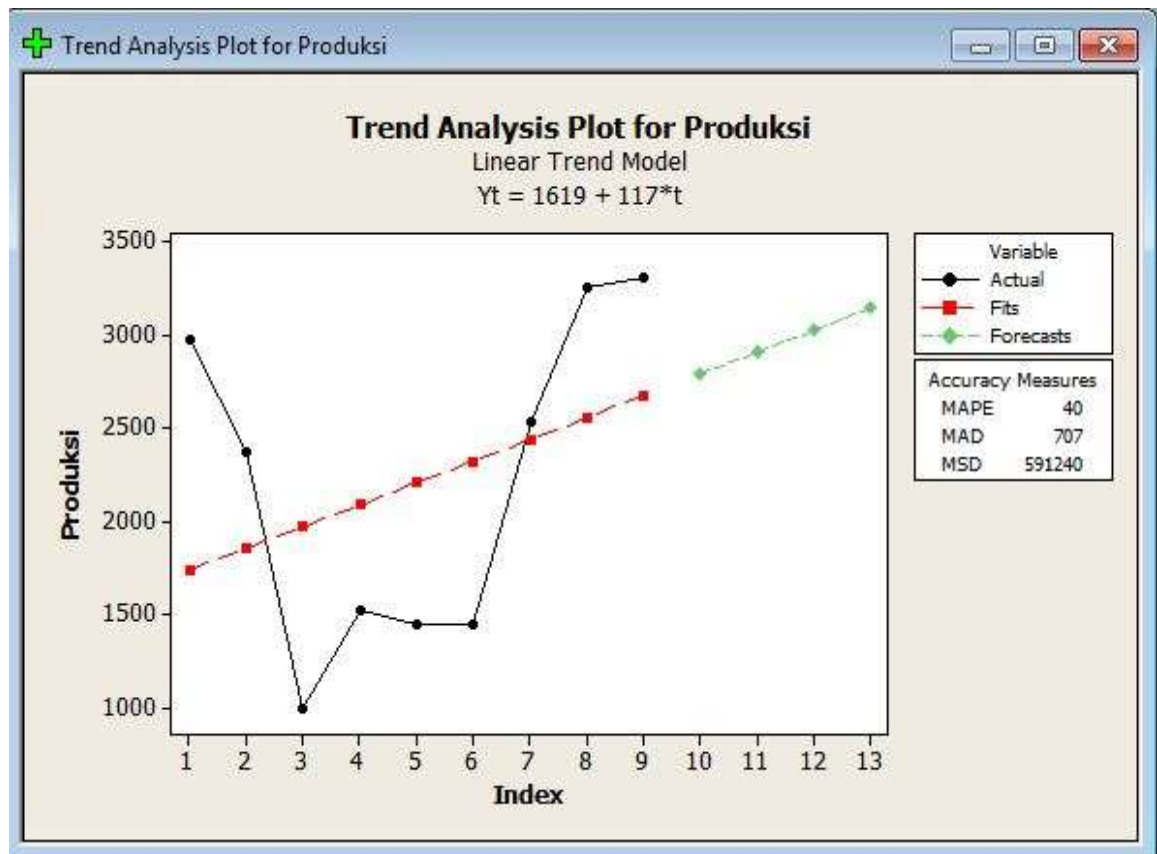 Trend Analysis Plot for Produksi
Trend Analysis Plot for Produksi
Linear Trend Model
Yt = 1619 + 117*t
3500
3000
2500
2000
1500
1000
Produksi
1 2 3 4 5 6 7 8 9 10 11 12 13
Index
Variable
Actual
Fits
Forecasts
Accuracy Measures
MAPE 40
MAD 707
MSD 591240